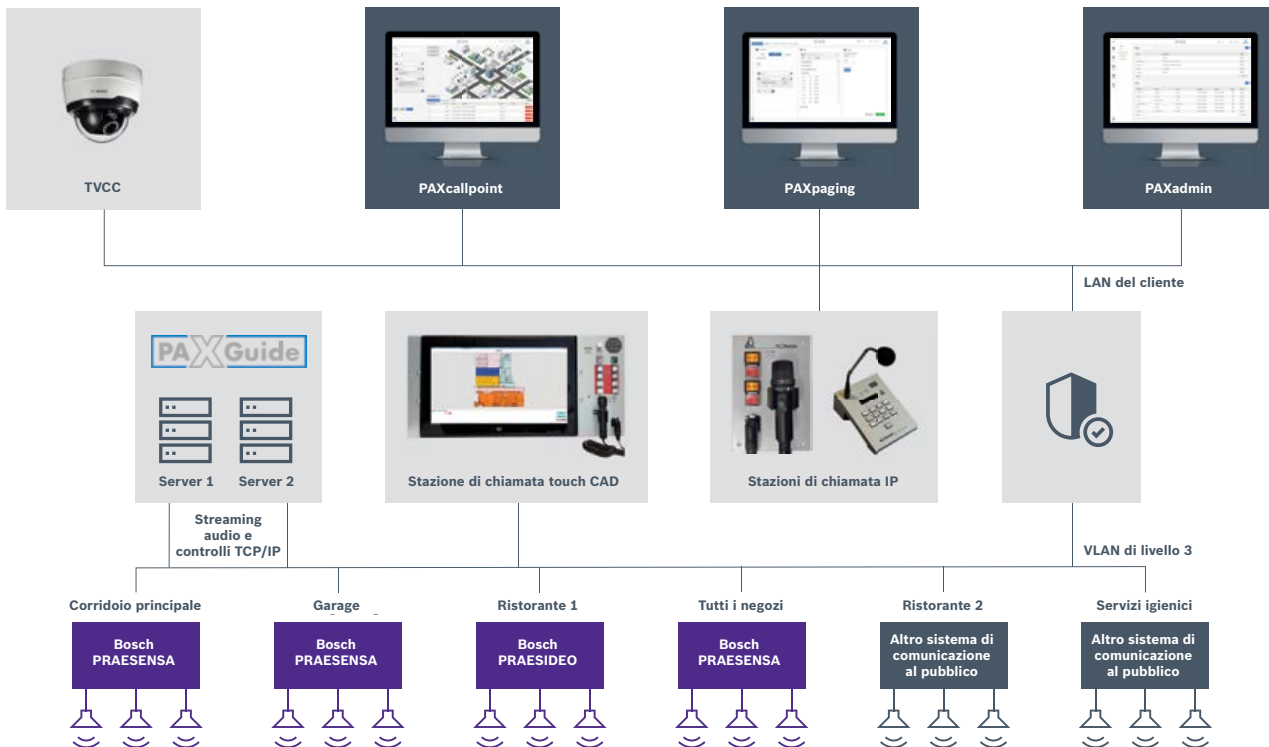 TVCC
PAXcallpoint
PAXpaging
PAXadmin
LAN del cliente
PAXGuide
Server 1
Server 2
Stazione di chiamata touch CAD
Stazioni di chiamata IP
Streaming
audio e
controlli TCP/IP
VLAN di livello 3
Corridoio principale
Garage
Ristorante 1
Tutti i negozi
Ristorante 2
Servizi igienici
Bosch
PRAESENSA
Bosch
PRAESENSA
Bosch
PRAESIDEO
Bosch
PRAESENSA
Altro sistema di
comunicazione
al pubblico
Altro sistema di
comunicazione
al pubblico